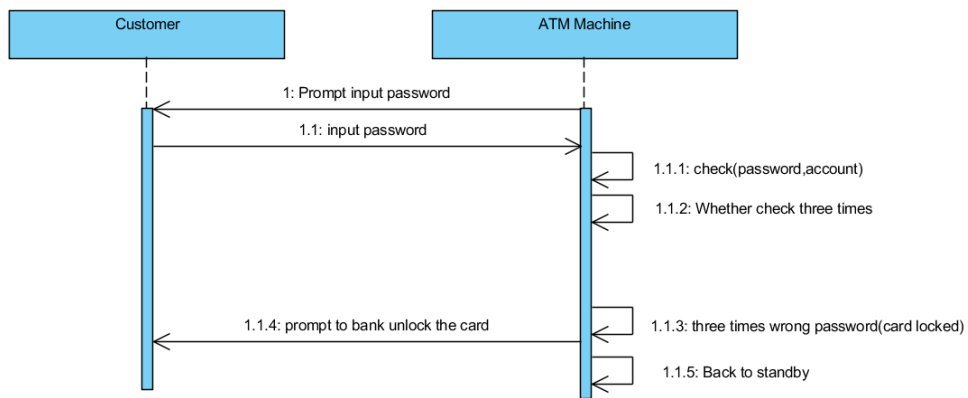 Customer
ATM Machine
1: Prompt input password
1.1: input password
1.1.1: check(password,account)
1.1.2: Whether check three times
1.1.3: three times wrong password(card locked)
1.1.4: prompt to bank unlock the card
1.1.5: Back to standby